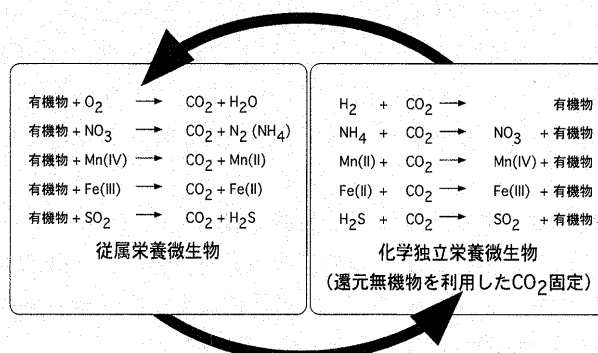 有機物 + O2 → CO2 + H2O
有機物 + NO3 → CO2 + N2 (NH4)
有機物 + Mn(IV) → CO2 + Mn(II)
有機物 + Fe(III) → CO2 + Fe(II)
有機物 + SO2 → CO2 + H2S
従属栄養微生物
H2 + CO2 → 有機物
NH4 + CO2 → NO3 + 有機物
Mn(II) + CO2 → Mn(IV) + 有機物
Fe(II) + CO2 → Fe(III) + 有機物
H2S + CO2 → SO2 + 有機物
化学独立栄養微生物
(還元無機物を利用したCO2固定)